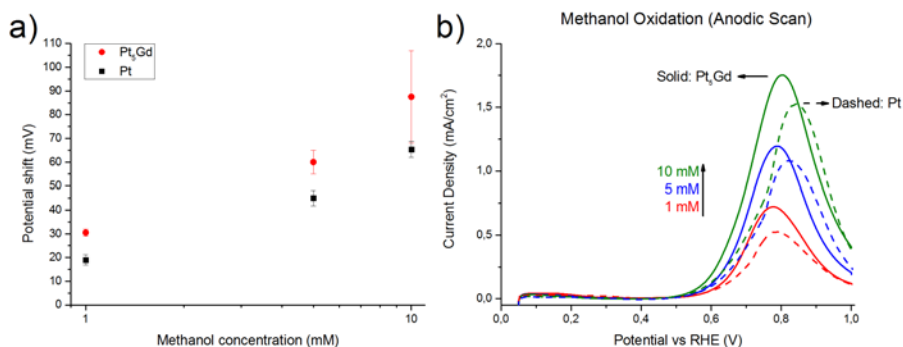 a)
110
100
90
80
70
60
50
40
30
20
10
0
Potential shift (mV)
Pt₅Gd
Pt
1
10
Methanol concentration (mM)
b)
Methanol Oxidation (Anodic Scan)
2,0
1,5
1,0
0,5
0,0
Current Density (mA/cm²)
Solid: Pt₅Gd
Dashed: Pt
10 mM
5 mM
1 mM
0,0
0,2
0,4
0,6
0,8
1,0
Potential vs RHE (V)